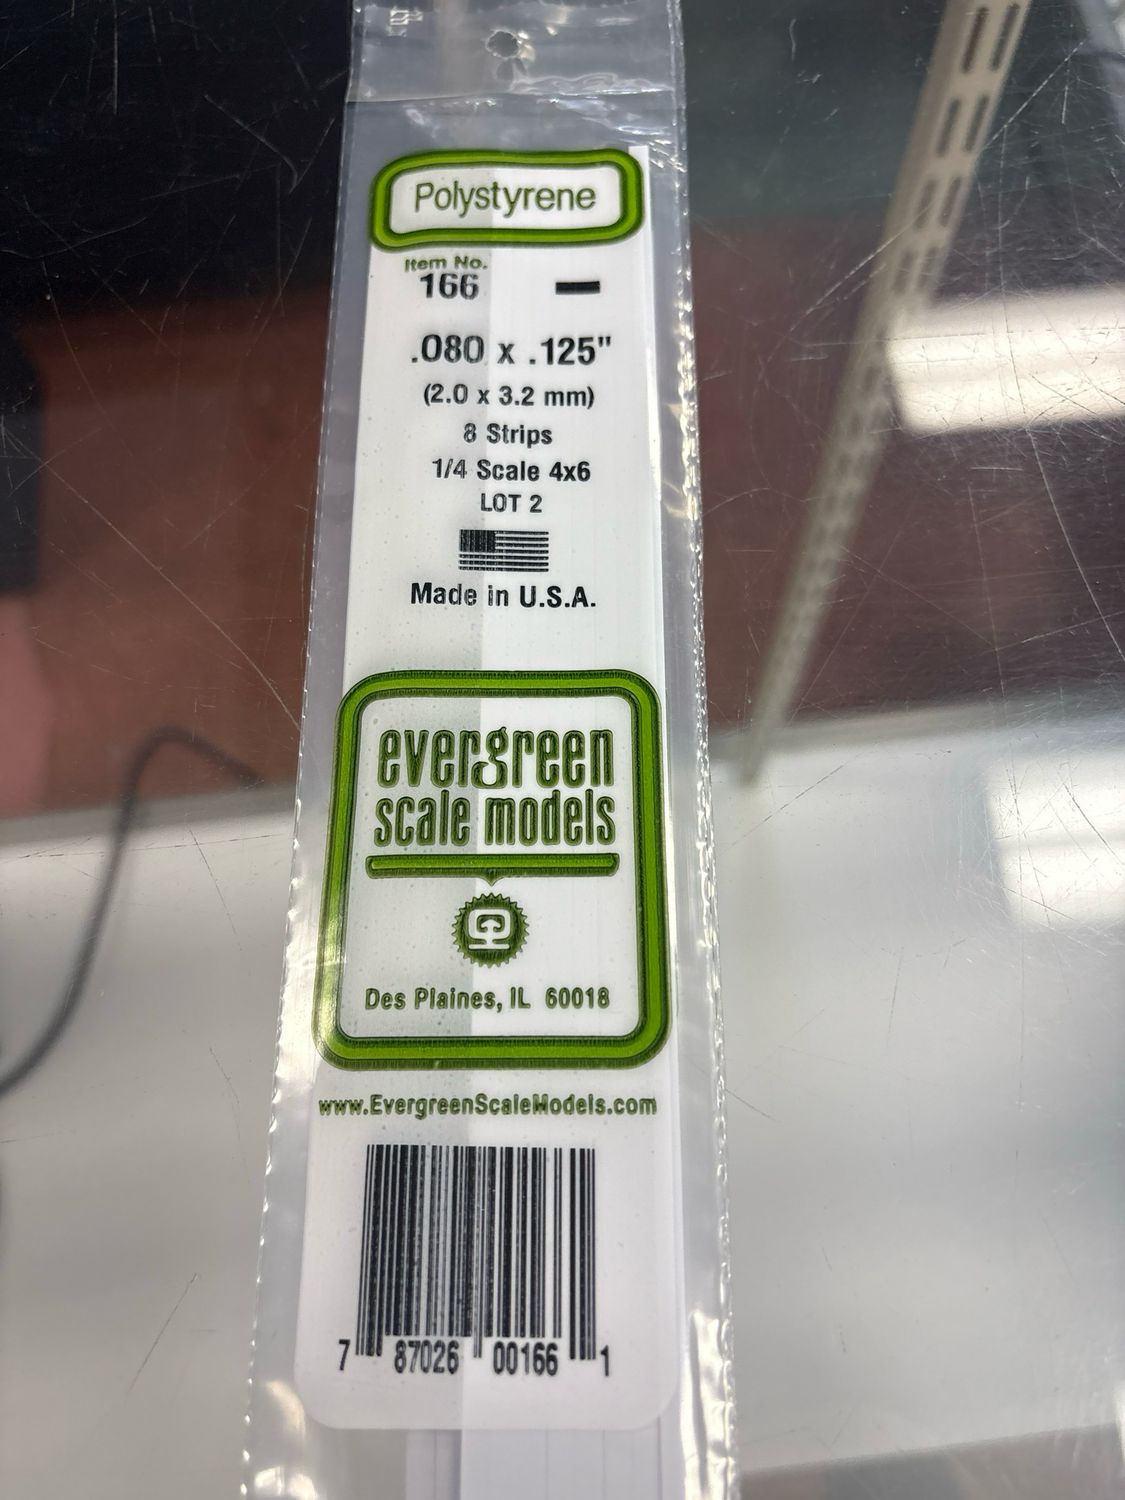 Polystyrene
Item No.
166
.080 x .125"
(2.0 x 3.2 mm)
8 Strips
1/4 Scale 4x6
LOT 2
Made in U.S.A.
evergreen
scale models
Des Plaines, IL 60018
www.EvergreenScaleModels.com
7 87026 00166 1